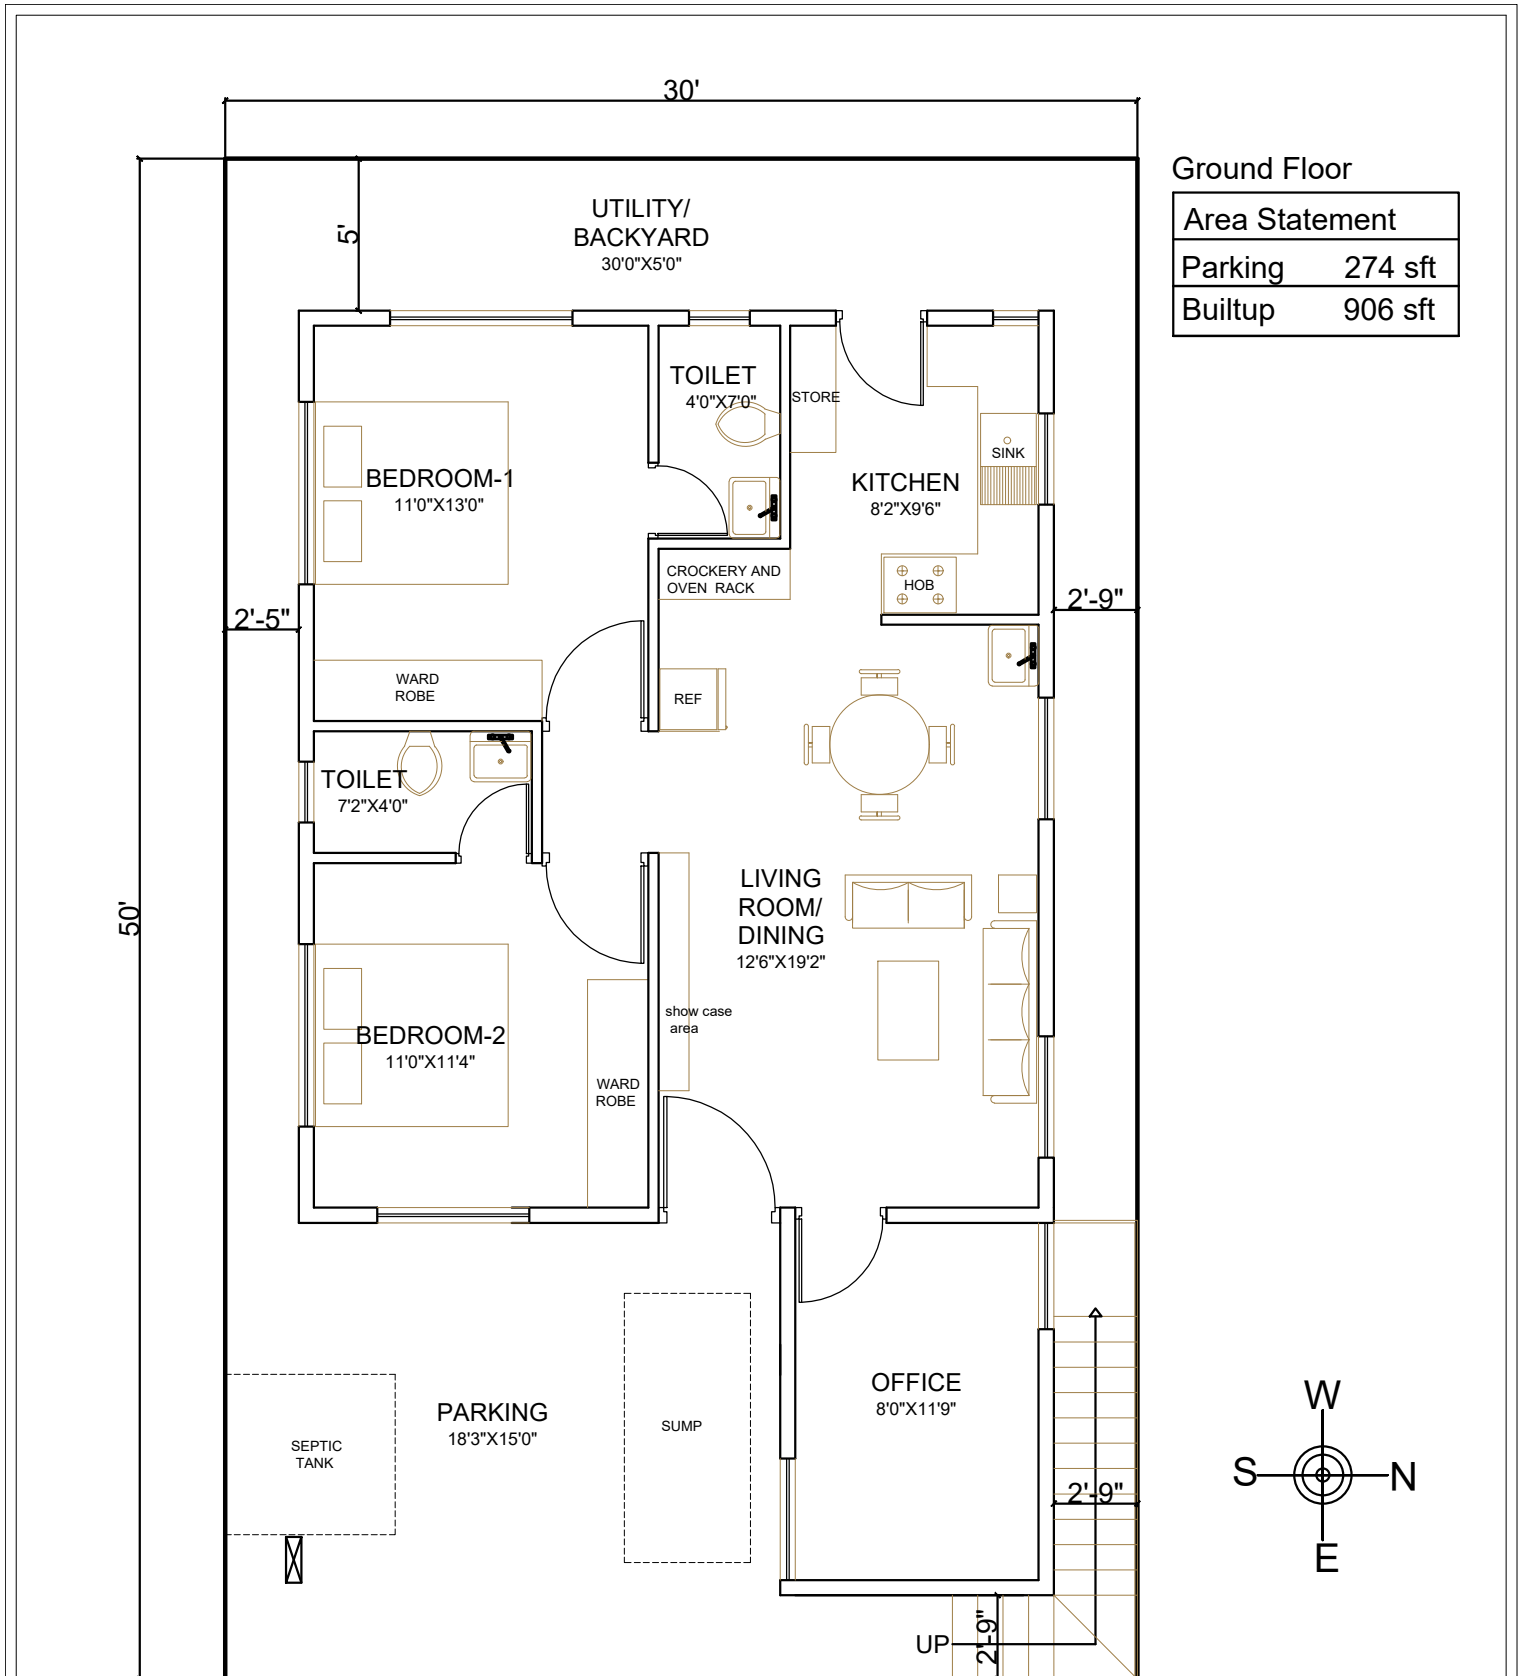 30'
Ground Floor
Area Statement
Parking 274 sft
Builtup 906 sft
UTILITY/
BACKYARD
30'0"X5'0"
5'
TOILET
4'0"X7'0"
STORE
BEDROOM-1
11'0"X13'0"
KITCHEN
8'2"X9'6"
SINK
CROCKERY AND
OVEN RACK
HOB
2'-5"
2'-9"
WARD
ROBE
REF
TOILET
7'2"X4'0"
50'
LIVING
ROOM/
DINING
12'6"X19'2"
show case
area
BEDROOM-2
11'0"X11'4"
WARD
ROBE
OFFICE
8'0"X11'9"
PARKING
18'3"X15'0"
SUMP
SEPTIC
TANK
2'-9"
W
S
N
E
UP
2'-9"